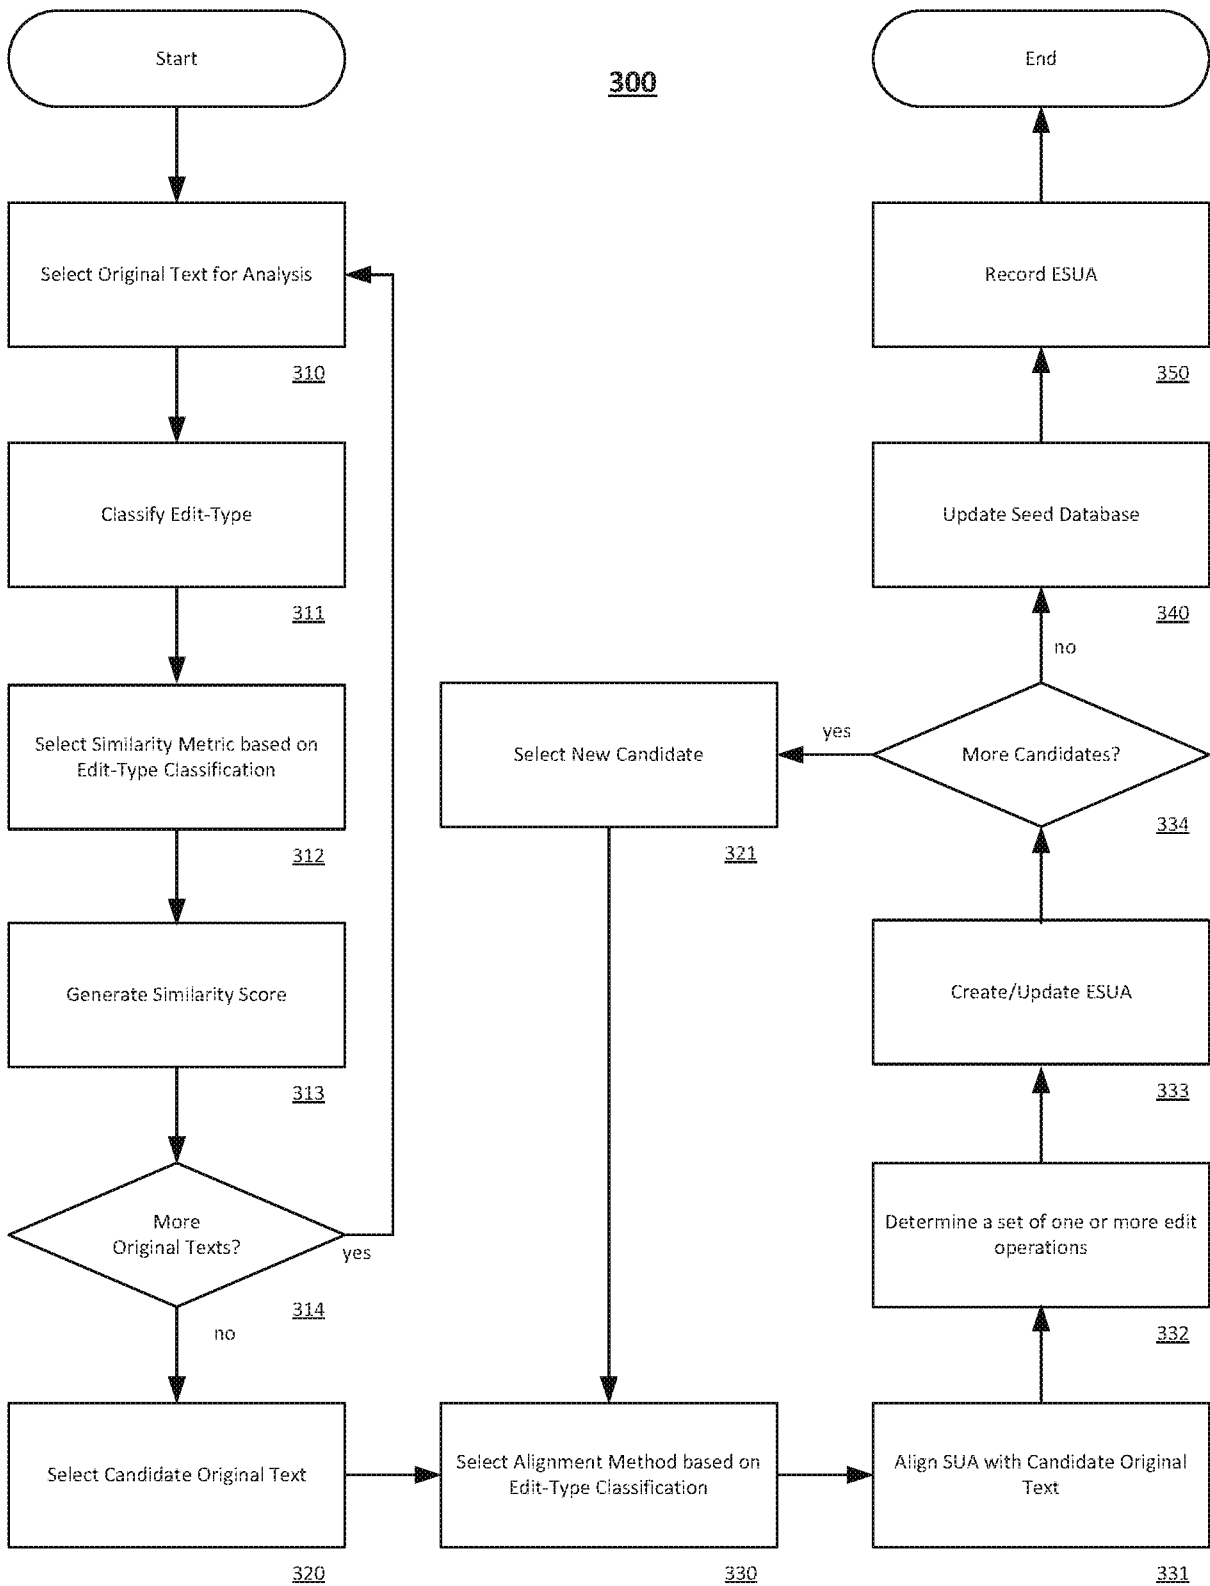 Start
300
End
Select Original Text for Analysis
310
Classify Edit-Type
311
Select Similarity Metric based on
Edit-Type Classification
312
Generate Similarity Score
313
More
Original Texts?
yes
314
no
Select Candidate Original Text
320
Select New Candidate
321
Select Alignment Method based on
Edit-Type Classification
330
Align SUA with Candidate Original
Text
331
Determine a set of one or more edit
operations
332
Create/Update ESUA
333
More Candidates?
yes
334
no
Update Seed Database
340
Record ESUA
350